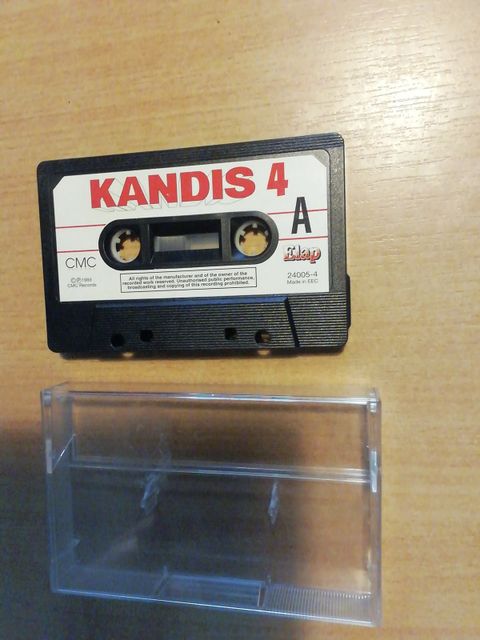 KANDIS 4
A
CMC
Elap
©℗1993
CMC Records
All rights of the manufacturer and of the owner of the
recorded work reserved. Unauthorised public performance,
broadcasting and copying of this recording prohibited.
24005-4
Made in EEC